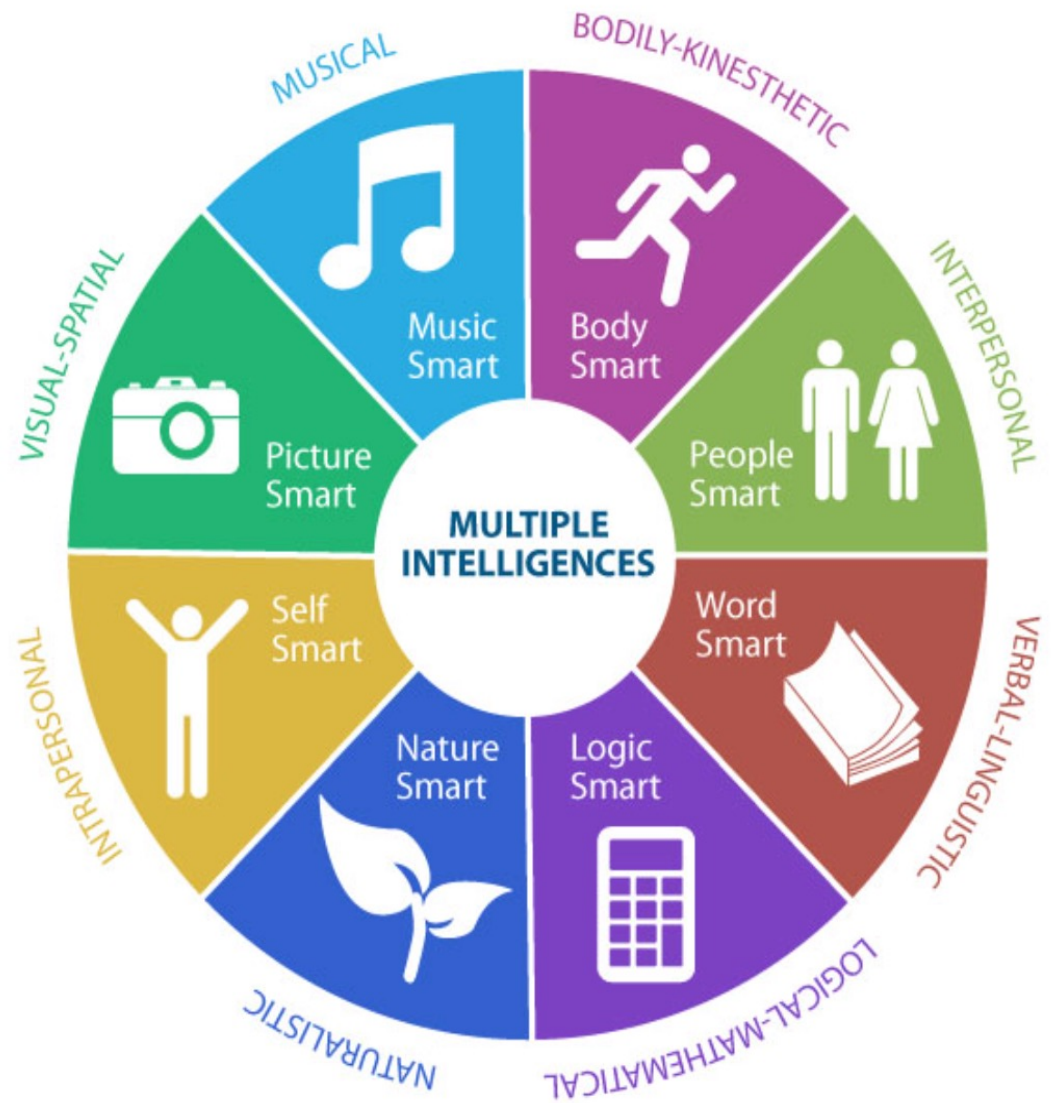 MUSICAL
BODILY-KINESTHETIC
INTERPERSONAL
VERBAL-LINGUISTIC
LOGICAL-MATHEMATICAL
NATURALISTIC
INTRAPERSONAL
VISUAL-SPATIAL
Music
Smart
Body
Smart
People
Smart
Word
Smart
Logic
Smart
Nature
Smart
Self
Smart
Picture
Smart
MULTIPLE
INTELLIGENCES